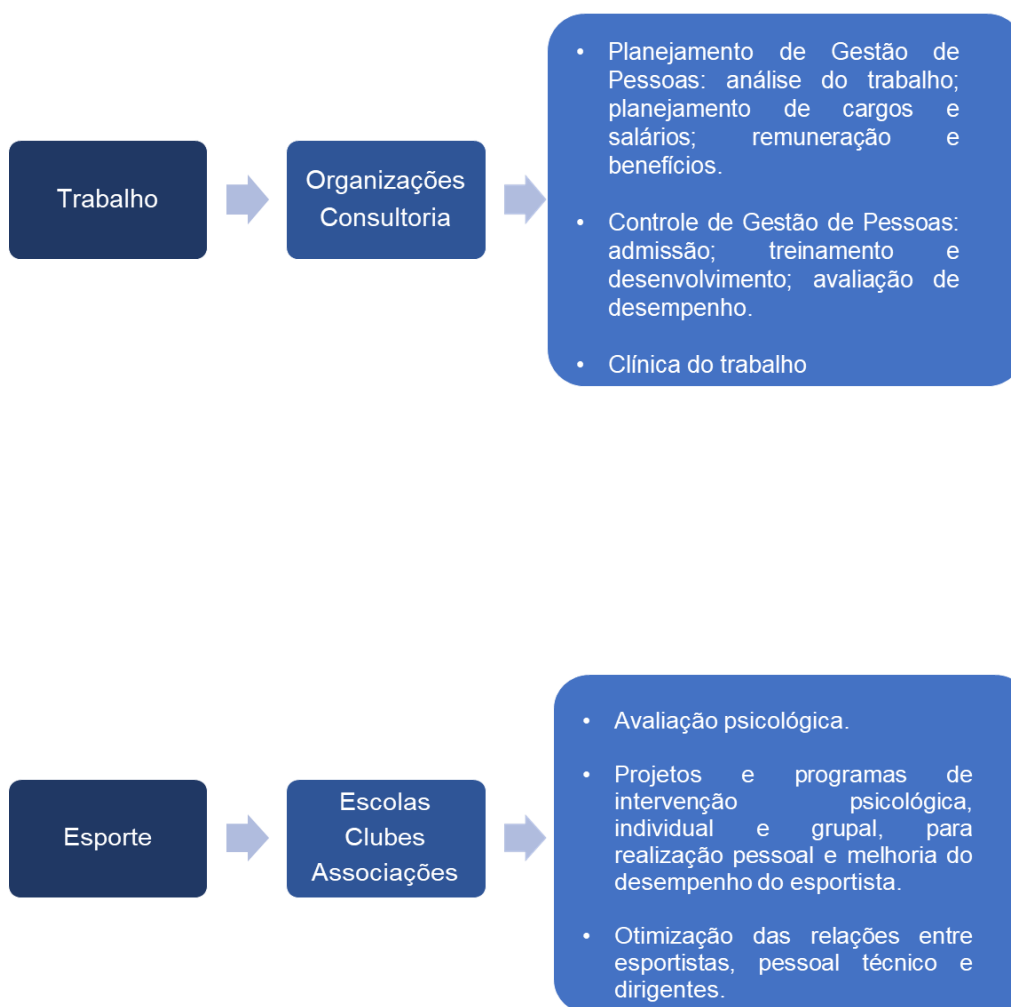 Trabalho
Organizações
Consultoria
• Planejamento de Gestão de
Pessoas: análise do trabalho;
planejamento de cargos e
salários; remuneração e
benefícios.
• Controle de Gestão de Pessoas:
admissão; treinamento e
desenvolvimento; avaliação de
desempenho.
• Clínica do trabalho
Esporte
Escolas
Clubes
Associações
• Avaliação psicológica.
• Projetos e programas de
intervenção psicológica,
individual e grupal, para
realização pessoal e melhoria do
desempenho do esportista.
• Otimização das relações entre
esportistas, pessoal técnico e
dirigentes.